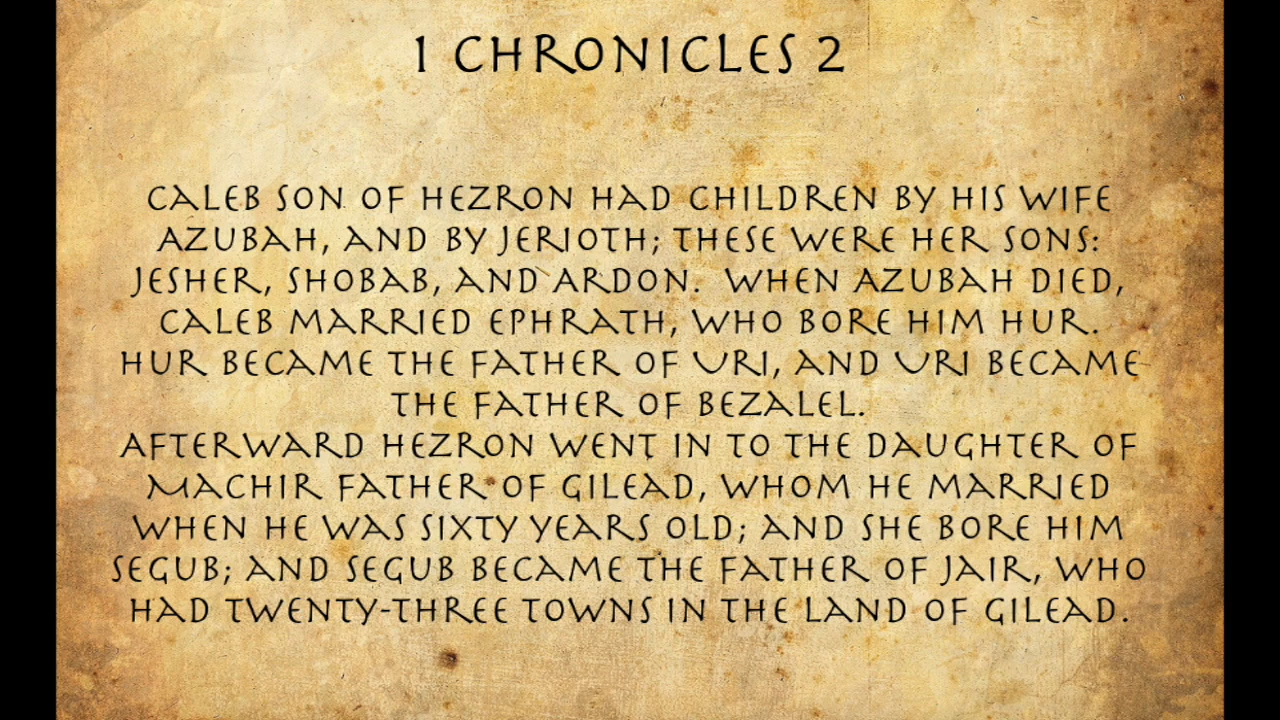 1 CHRONICLES 2
CALEB SON OF HEZRON HAD CHILDREN BY HIS WIFE
AZUBAH, AND BY JERIOTH; THESE WERE HER SONS:
JESHER, SHOBAB, AND ARDON. WHEN AZUBAH DIED,
CALEB MARRIED EPHRATH, WHO BORE HIM HUR.
HUR BECAME THE FATHER OF URI, AND URI BECAME
THE FATHER OF BEZALEL.
AFTERWARD HEZRON WENT IN TO THE DAUGHTER OF
MACHIR FATHER OF GILEAD, WHOM HE MARRIED
WHEN HE WAS SIXTY YEARS OLD; AND SHE BORE HIM
SEGUB; AND SEGUB BECAME THE FATHER OF JAIR, WHO
HAD TWENTY-THREE TOWNS IN THE LAND OF GILEAD.